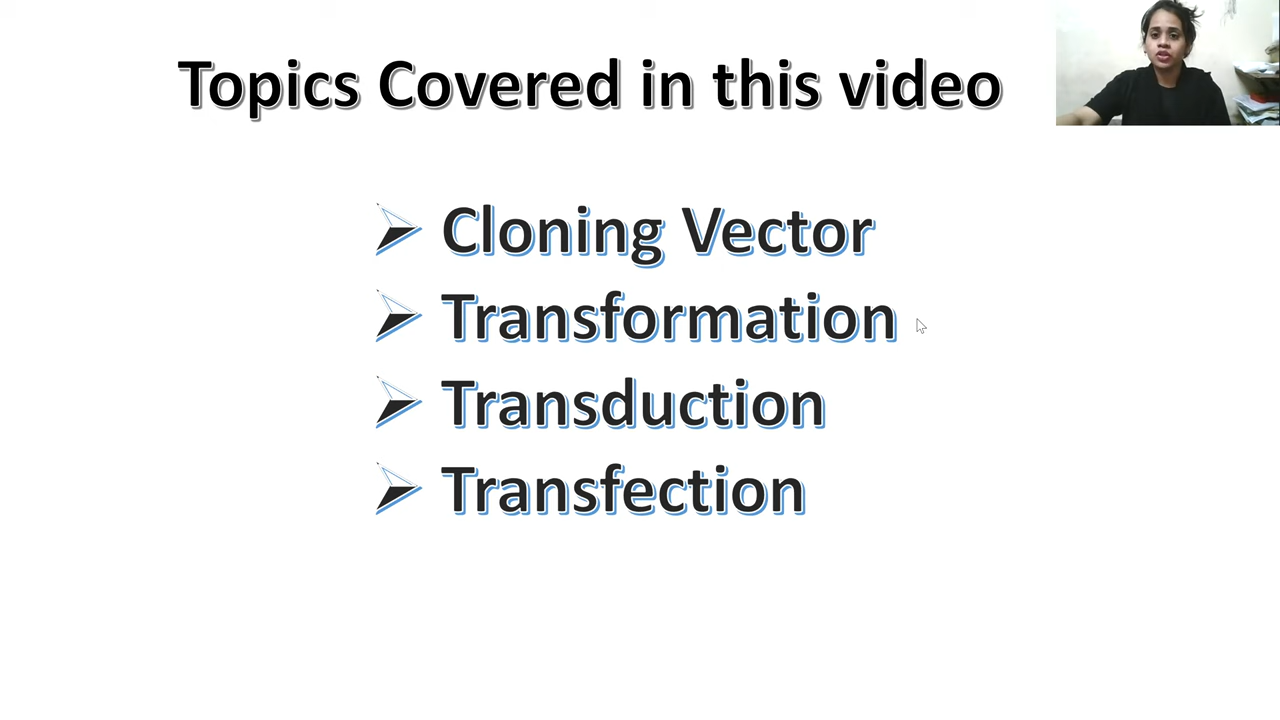 Topics Covered in this video
Cloning Vector
Transformation
Transduction
Transfection